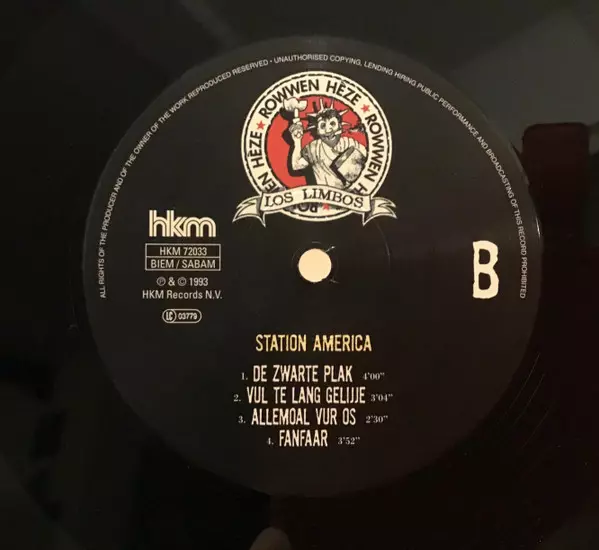 ALL RIGHTS OF THE PRODUCER AND OF THE OWNER OF THE WORK REPRODUCED RESERVED • UNAUTHORISED COPYING, LENDING HIRING PUBLIC PERFORMANCE AND BROADCASTING OF THIS RECORD PROHIBITED
ROWWEN HÈZE ★ ROWWEN HÈZE ★ ROWWEN H
LOS LIMBOS
hkm
HKM 72033
BIEM / SABAM
℗ & © 1993
HKM Records N.V.
LC 03779
B
STATION AMERICA
1. DE ZWARTE PLAK 4'00"
2. VUL TE LANG GELIJJE 3'04"
3. ALLEMOAL VUR OS 2'30"
4. FANFAAR 3'52"